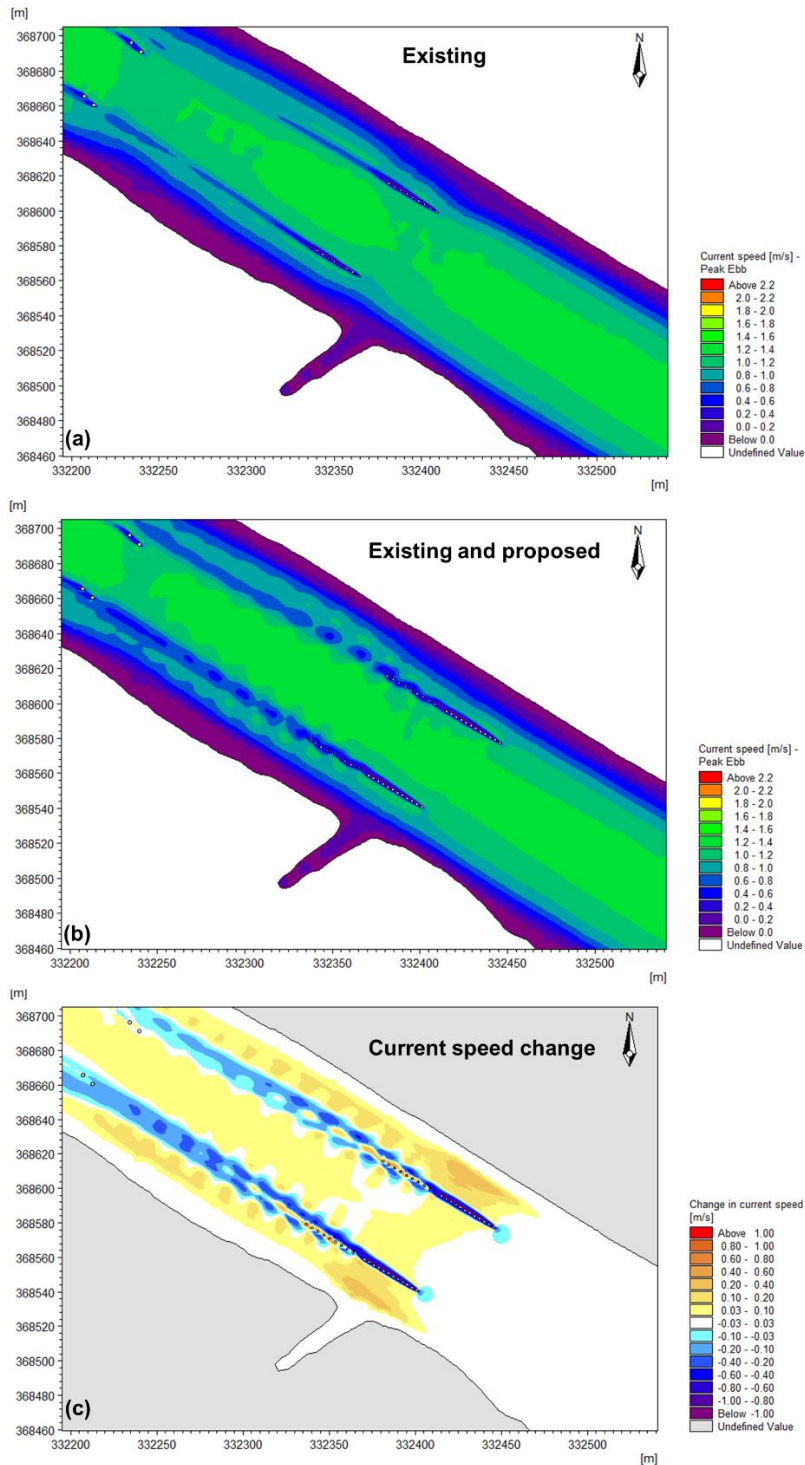 [m]
Existing
N
368700
368680
368660
368640
368620
368600
368580
368560
368540
368520
368500
368480
368460
(a)
332200 332250 332300 332350 332400 332450 332500
[m]
Current speed [m/s] -
Peak Ebb
Above 2.2
2.0 - 2.2
1.8 - 2.0
1.6 - 1.8
1.4 - 1.6
1.2 - 1.4
1.0 - 1.2
0.8 - 1.0
0.6 - 0.8
0.4 - 0.6
0.2 - 0.4
0.0 - 0.2
Below 0.0
Undefined Value
[m]
Existing and proposed
N
368700
368680
368660
368640
368620
368600
368580
368560
368540
368520
368500
368480
368460
(b)
332200 332250 332300 332350 332400 332450 332500
[m]
Current speed [m/s] -
Peak Ebb
Above 2.2
2.0 - 2.2
1.8 - 2.0
1.6 - 1.8
1.4 - 1.6
1.2 - 1.4
1.0 - 1.2
0.8 - 1.0
0.6 - 0.8
0.4 - 0.6
0.2 - 0.4
0.0 - 0.2
Below 0.0
Undefined Value
[m]
Current speed change
N
368700
368680
368660
368640
368620
368600
368580
368560
368540
368520
368500
368480
368460
(c)
332200 332250 332300 332350 332400 332450 332500
[m]
Change in current speed
[m/s]
Above 1.00
0.80 - 1.00
0.60 - 0.80
0.40 - 0.60
0.20 - 0.40
0.10 - 0.20
0.03 - 0.10
-0.03 - 0.03
-0.10 - -0.03
-0.20 - -0.10
-0.40 - -0.20
-0.60 - -0.40
-0.80 - -0.60
-1.00 - -0.80
Below -1.00
Undefined Value